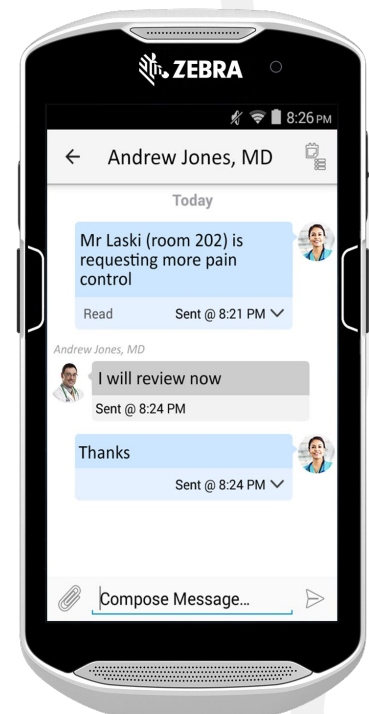 ZEBRA
8:26 PM
Andrew Jones, MD
Today
Mr Laski (room 202) is
requesting more pain
control
Read Sent @ 8:21 PM
Andrew Jones, MD
I will review now
Sent @ 8:24 PM
Thanks
Sent @ 8:24 PM
Compose Message...